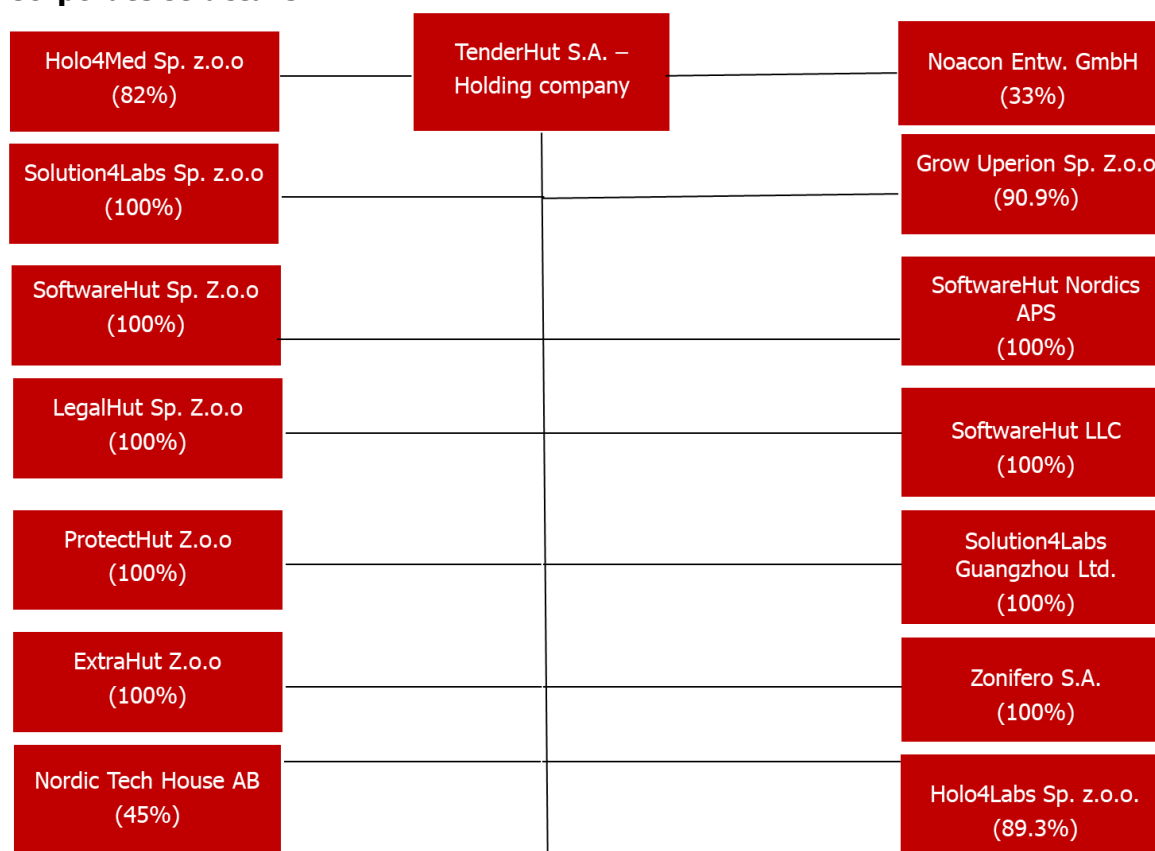 Holo4Med Sp. z.o.o
(82%)
TenderHut S.A. –
Holding company
Noacon Entw. GmbH
(33%)
Solution4Labs Sp. z.o.o
(100%)
Grow Uperion Sp. Z.o.o
(90.9%)
SoftwareHut Sp. Z.o.o
(100%)
SoftwareHut Nordics
APS
(100%)
LegalHut Sp. Z.o.o
(100%)
SoftwareHut LLC
(100%)
ProtectHut Z.o.o
(100%)
Solution4Labs
Guangzhou Ltd.
(100%)
ExtraHut Z.o.o
(100%)
Zonifero S.A.
(100%)
Nordic Tech House AB
(45%)
Holo4Labs Sp. z.o.o.
(89.3%)